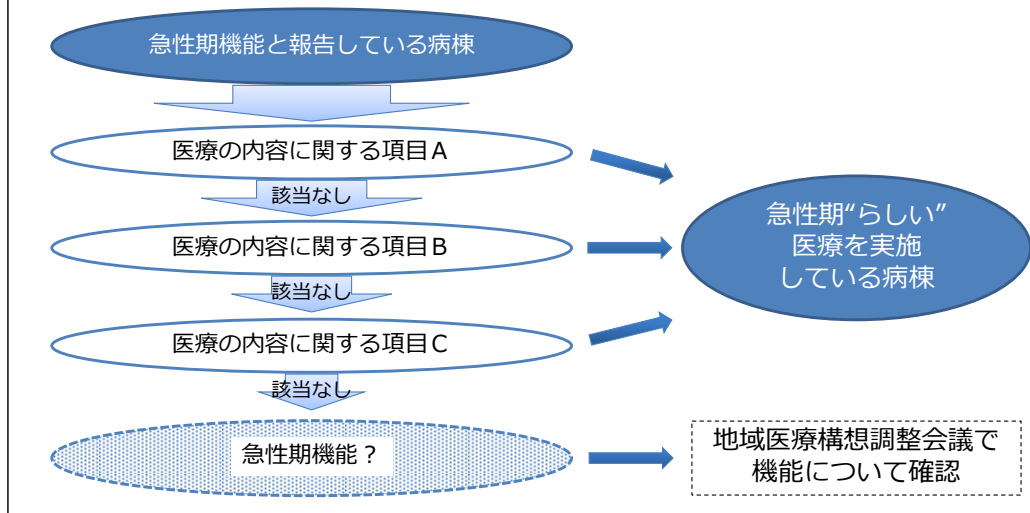 急性期機能と報告している病棟
医療の内容に関する項目A
該当なし
医療の内容に関する項目B
該当なし
医療の内容に関する項目C
該当なし
急性期機能？
急性期“らしい”
医療を実施
している病棟
地域医療構想調整会議で
機能について確認